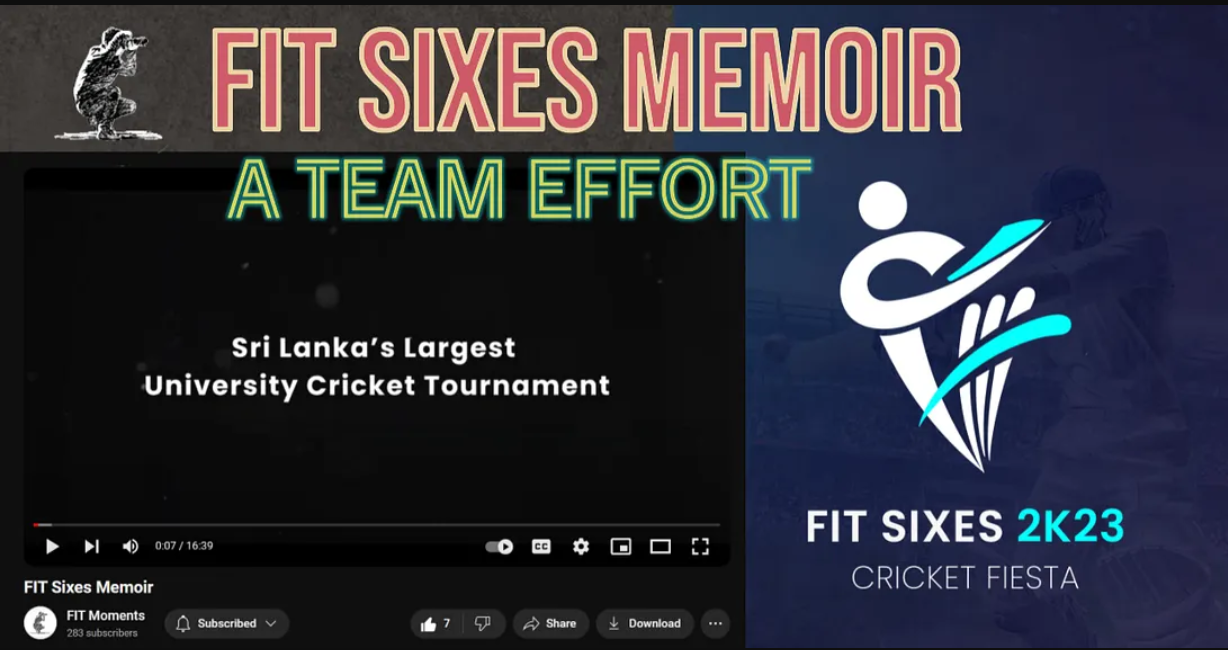 FIT SIXES MEMOIR
A TEAM EFFORT
Sri Lanka's Largest
University Cricket Tournament
0:07 / 16:39
CC
FIT Sixes Memoir
FIT Moments
283 subscribers
Subscribed
7
Share
Download
FIT SIXES 2K23
CRICKET FIESTA